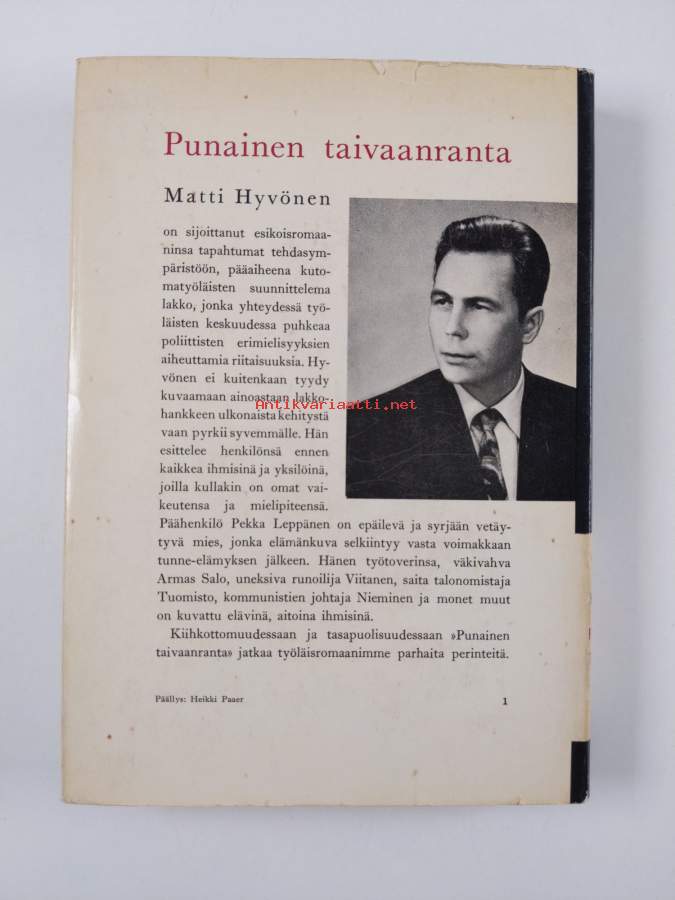 Punainen taivaanranta
Matti Hyvönen
on sijoittanut esikoisromaa-
ninsa tapahtumat tehdasym-
päristöön, pääaiheena kuto-
matyöläisten suunnittelema
lakko, jonka yhteydessä työ-
läisten keskuudessa puhkeaa
poliittisten erimielisyyksien
aiheuttamia riitaisuuksia. Hy-
vönen ei kuitenkaan tyydy
kuvaamaan ainoastaan lakko-
Antikvariaatti.net
hankkeen ulkonaista kehitystä
vaan pyrkii syvemmälle. Hän
esittelee henkilönsä ennen
kaikkea ihmisinä ja yksilöinä,
joilla kullakin on omat vai-
keutensa ja mielipiteensä.
Päähenkilö Pekka Leppänen on epäilevä ja syrjään vetäy-
tyvä mies, jonka elämänkuva selkiintyy vasta voimakkaan
tunne-elämyksen jälkeen. Hänen työtoverinsa, väkivahva
Armas Salo, uneksiva runoilija Viitanen, saita talonomistaja
Tuomisto, kommunistien johtaja Nieminen ja monet muut
on kuvattu elävinä, aitoina ihmisinä.
Kiihkottomuudessaan ja tasapuolisuudessaan »Punainen
taivaanranta» jatkaa työläisromaanimme parhaita perinteitä.
Päällys: Heikki Paaer 1